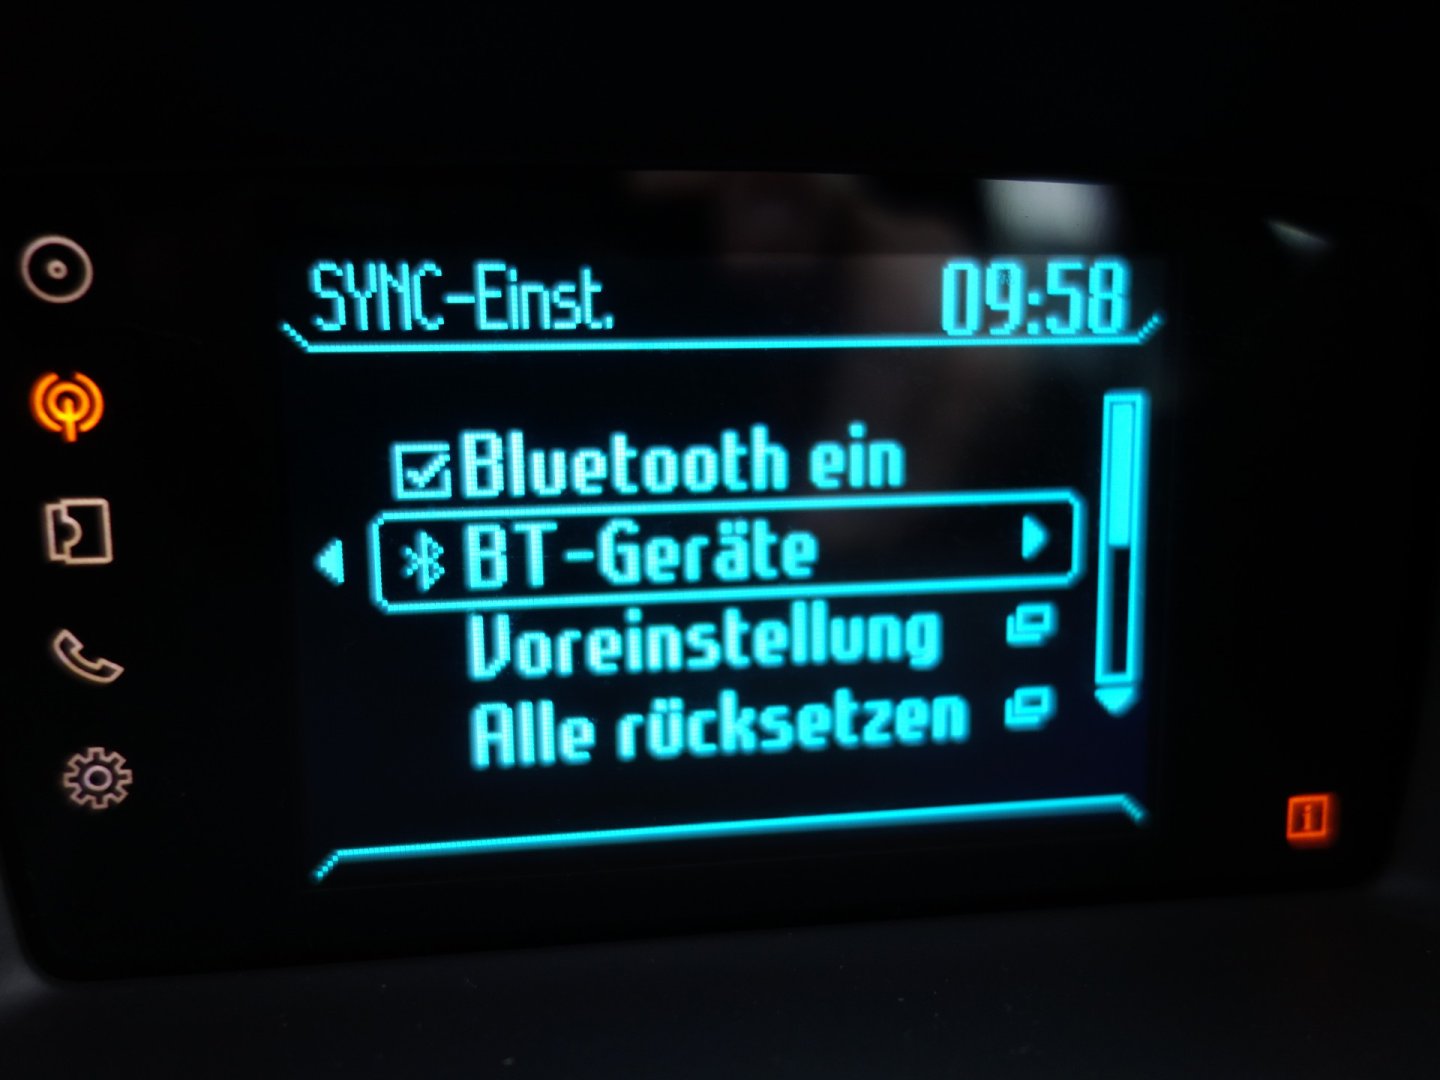 SYNC-Einst. 09:58
Bluetooth ein
BT-Geräte
Voreinstellung
Alle rücksetzen
i